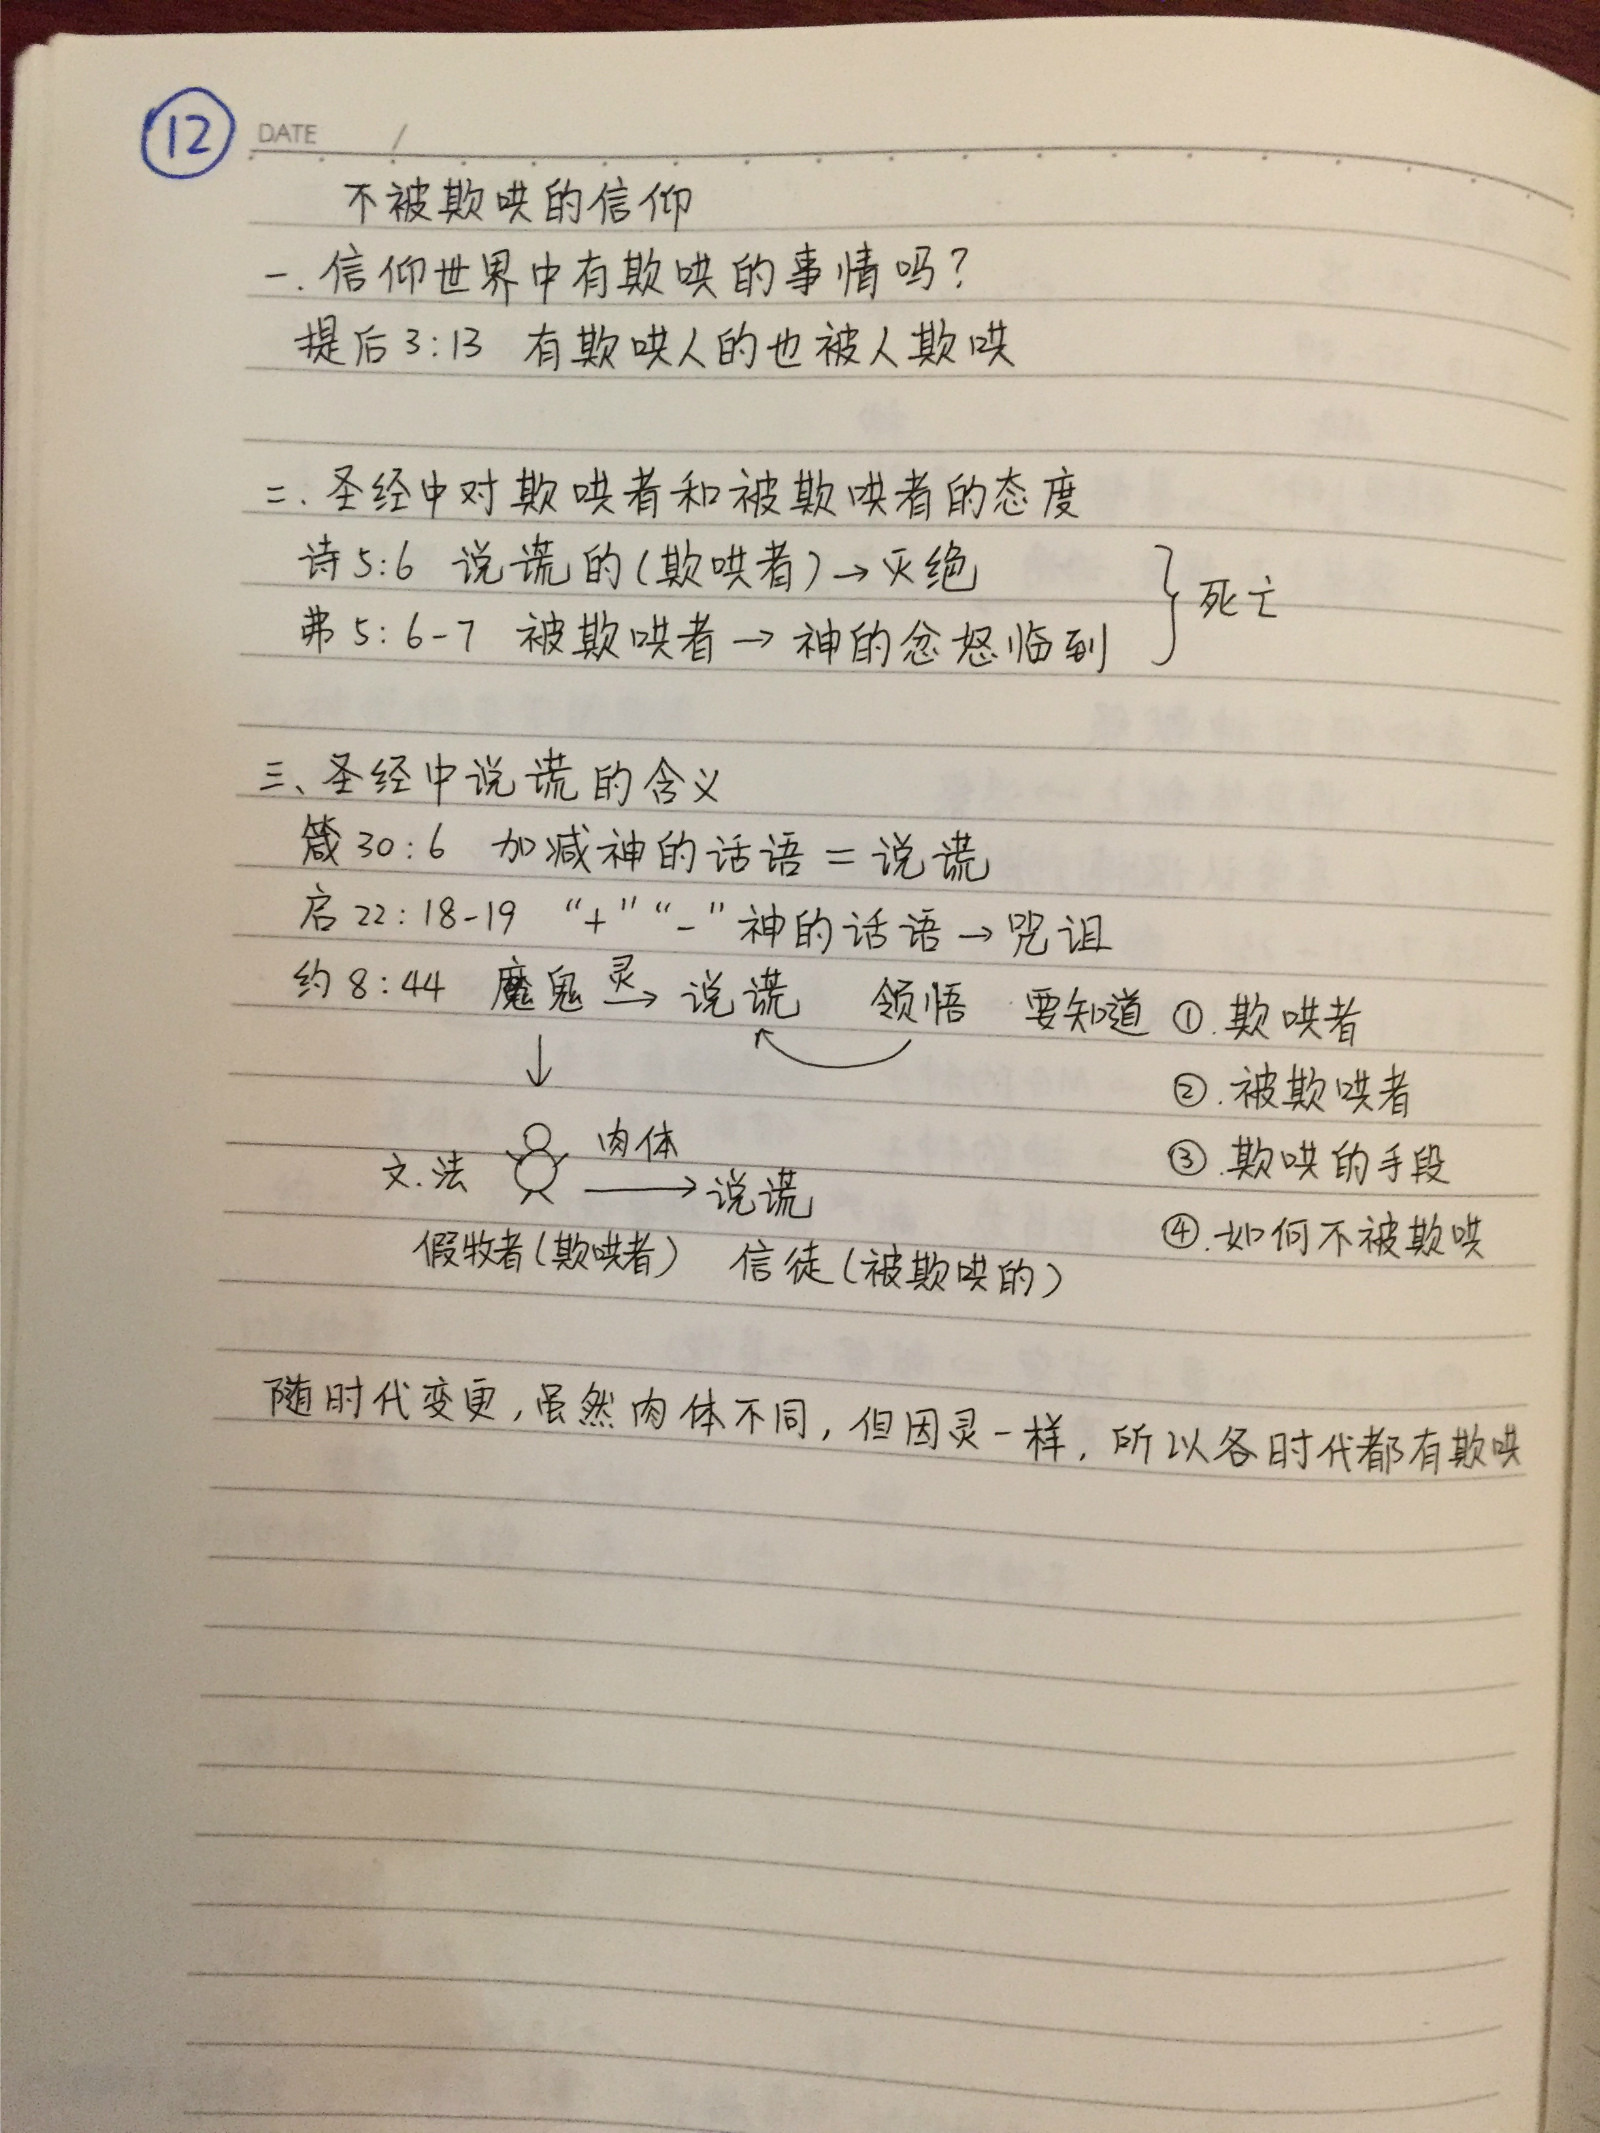 12 DATE /
不被欺哄的信仰
一.信仰世界中有欺哄的事情吗?
提后3:13 有欺哄人的也被人欺哄
二.圣经中对欺哄者和被欺哄者的态度
诗5:6 说谎的(欺哄者)→灭绝
弗5:6-7 被欺哄者→神的忿怒临到
} 死亡
三、圣经中说谎的含义
箴30:6 加减神的话语=说谎
启22:18-19 “+”“-”神的话语→咒诅
约8:44 魔鬼 灵→ 说谎 领悟 要知道 ①.欺哄者
②.被欺哄者
③.欺哄的手段
④.如何不被欺哄
文.法 肉体→说谎
假牧者(欺哄者) 信徒(被欺哄的)
随时代变更,虽然肉体不同,但因灵一样,所以各时代都有欺哄